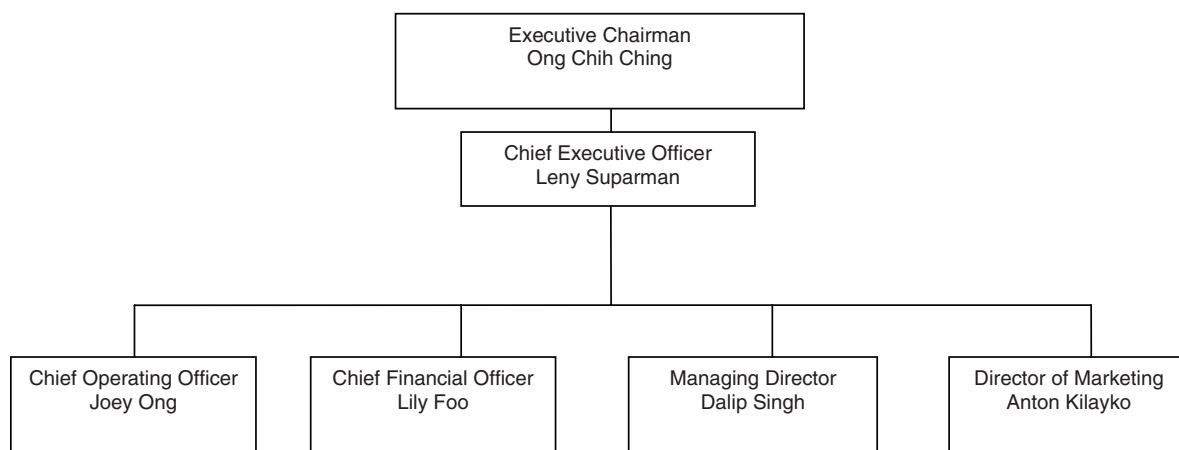 Executive Chairman
Ong Chih Ching
Chief Executive Officer
Leny Suparman
Chief Operating Officer
Joey Ong
Chief Financial Officer
Lily Foo
Managing Director
Dalip Singh
Director of Marketing
Anton Kilayko